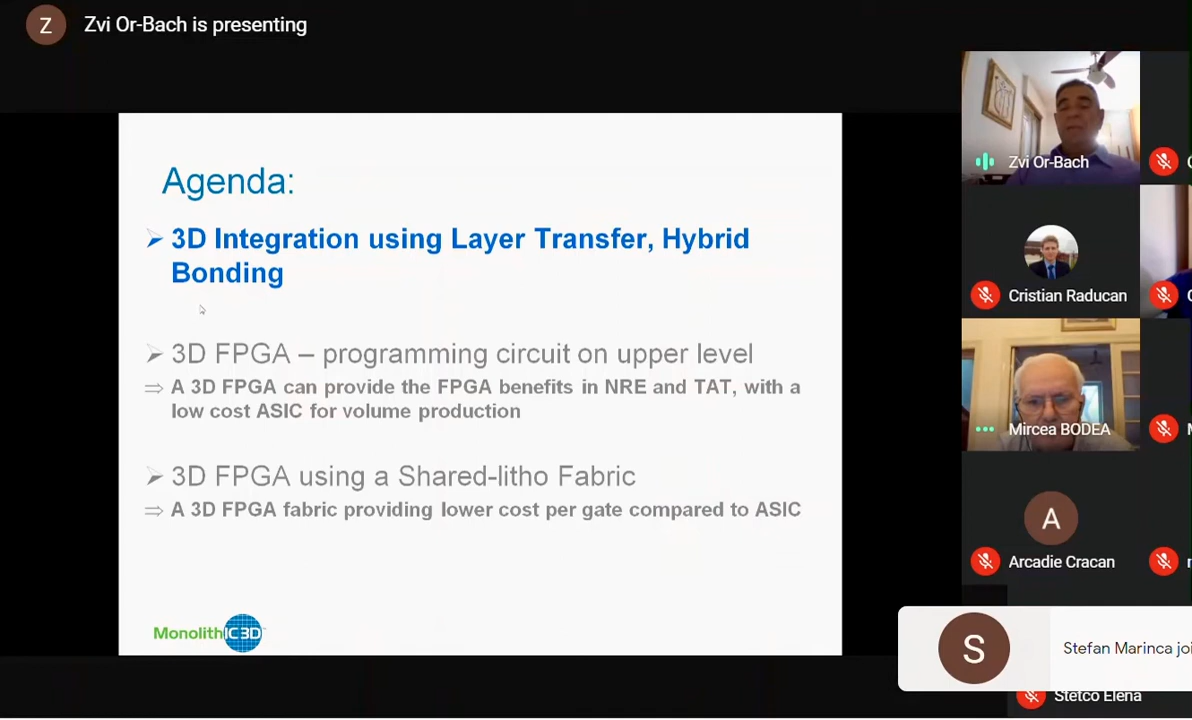 Z
Zvi Or-Bach is presenting
Agenda:
3D Integration using Layer Transfer, Hybrid
Bonding
3D FPGA – programming circuit on upper level
A 3D FPGA can provide the FPGA benefits in NRE and TAT, with a
low cost ASIC for volume production
3D FPGA using a Shared-litho Fabric
A 3D FPGA fabric providing lower cost per gate compared to ASIC
MonolithIC 3D
Zvi Or-Bach
Cristian Raducan
Mircea BODEA
A
Arcadie Cracan
S
Stefan Marinca joi
Stetco Elena